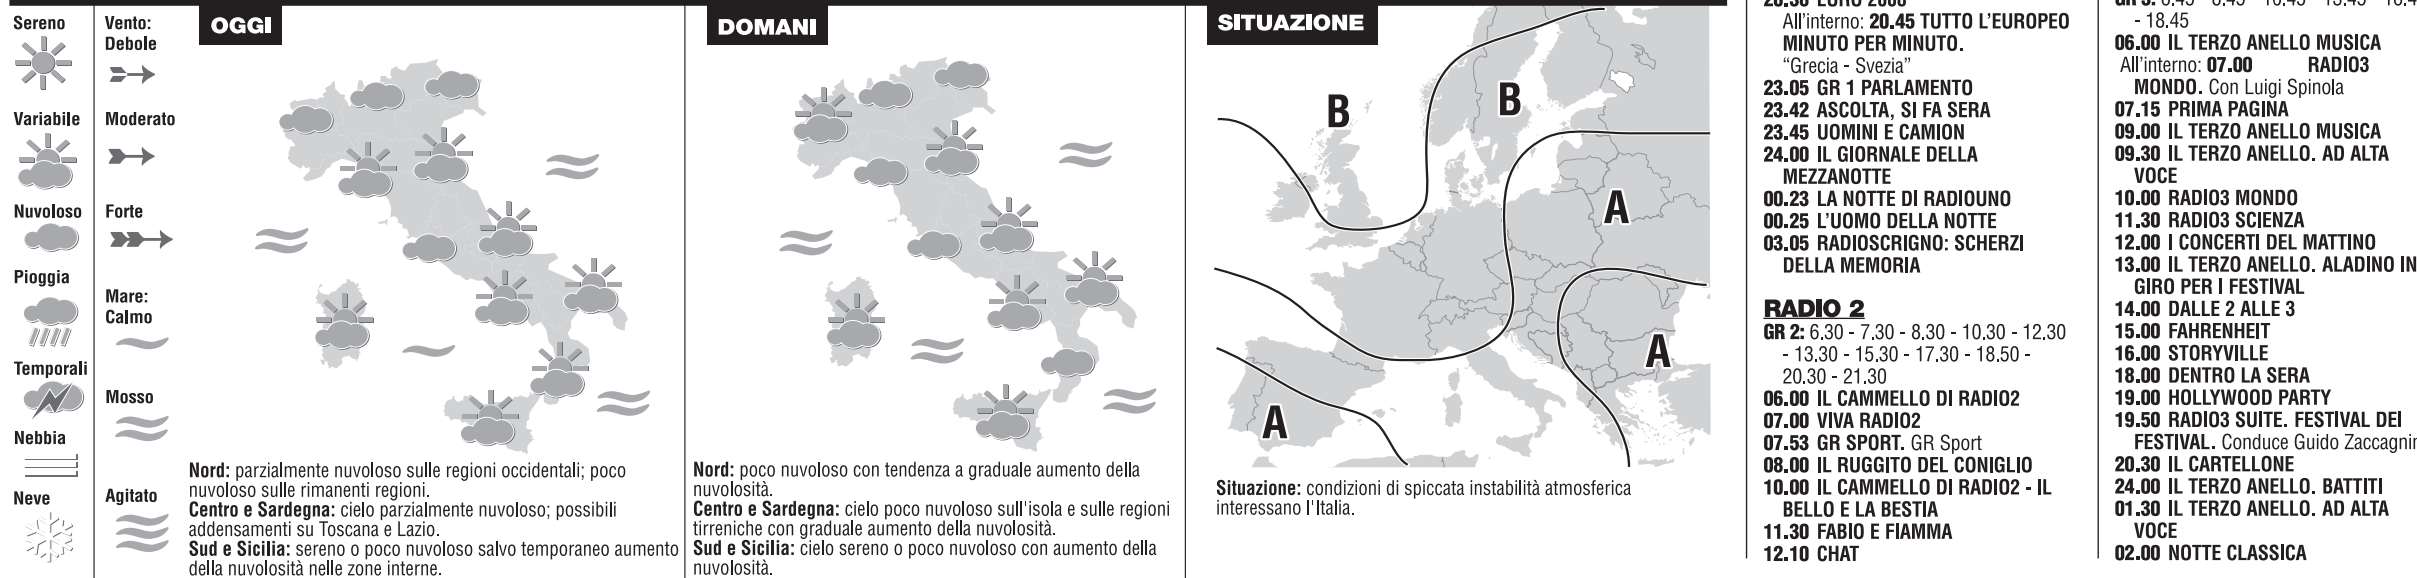 Sereno
Variabile
Nuvoloso
Pioggia
Temporali
Nebbia
Neve
Vento:
Debole
Moderato
Forte
Mare:
Calmo
Mosso
Agitato
OGGI
Nord: parzialmente nuvoloso sulle regioni occidentali; poco
nuvoloso sulle rimanenti regioni.
Centro e Sardegna: cielo parzialmente nuvoloso; possibili
addensamenti su Toscana e Lazio.
Sud e Sicilia: sereno o poco nuvoloso salvo temporaneo aumento
della nuvolosità nelle zone interne.
DOMANI
Nord: poco nuvoloso con tendenza a graduale aumento della
nuvolosità.
Centro e Sardegna: cielo poco nuvoloso sull'isola e sulle regioni
tirreniche con graduale aumento della nuvolosità.
Sud e Sicilia: cielo sereno o poco nuvoloso con aumento della
nuvolosità.
SITUAZIONE
B
B
A
A
A
Situazione: condizioni di spiccata instabilità atmosferica
interessano l'Italia.
EURO 2008
All'interno: 20.45 TUTTO L'EUROPEO
MINUTO PER MINUTO.
“Grecia - Svezia”
23.05 GR 1 PARLAMENTO
23.42 ASCOLTA, SI FA SERA
23.45 UOMINI E CAMION
24.00 IL GIORNALE DELLA
MEZZANOTTE
00.23 LA NOTTE DI RADIOUNO
00.25 L'UOMO DELLA NOTTE
03.05 RADIOSCRIGNO: SCHERZI
DELLA MEMORIA
RADIO 2
GR 2: 6.30 - 7.30 - 8.30 - 10.30 - 12.30
- 13.30 - 15.30 - 17.30 - 18.50 -
20.30 - 21.30
06.00 IL CAMMELLO DI RADIO2
07.00 VIVA RADIO2
07.53 GR SPORT. GR Sport
08.00 IL RUGGITO DEL CONIGLIO
10.00 IL CAMMELLO DI RADIO2 - IL
BELLO E LA BESTIA
11.30 FABIO E FIAMMA
12.10 CHAT
- 18.45
06.00 IL TERZO ANELLO MUSICA
All'interno: 07.00 RADIO3
MONDO. Con Luigi Spinola
07.15 PRIMA PAGINA
09.00 IL TERZO ANELLO MUSICA
09.30 IL TERZO ANELLO. AD ALTA
VOCE
10.00 RADIO3 MONDO
11.30 RADIO3 SCIENZA
12.00 I CONCERTI DEL MATTINO
13.00 IL TERZO ANELLO. ALADINO IN
GIRO PER I FESTIVAL
14.00 DALLE 2 ALLE 3
15.00 FAHRENHEIT
16.00 STORYVILLE
18.00 DENTRO LA SERA
19.00 HOLLYWOOD PARTY
19.50 RADIO3 SUITE. FESTIVAL DEI
FESTIVAL. Conduce Guido Zaccagnin
20.30 IL CARTELLONE
24.00 IL TERZO ANELLO. BATTITI
01.30 IL TERZO ANELLO. AD ALTA
VOCE
02.00 NOTTE CLASSICA